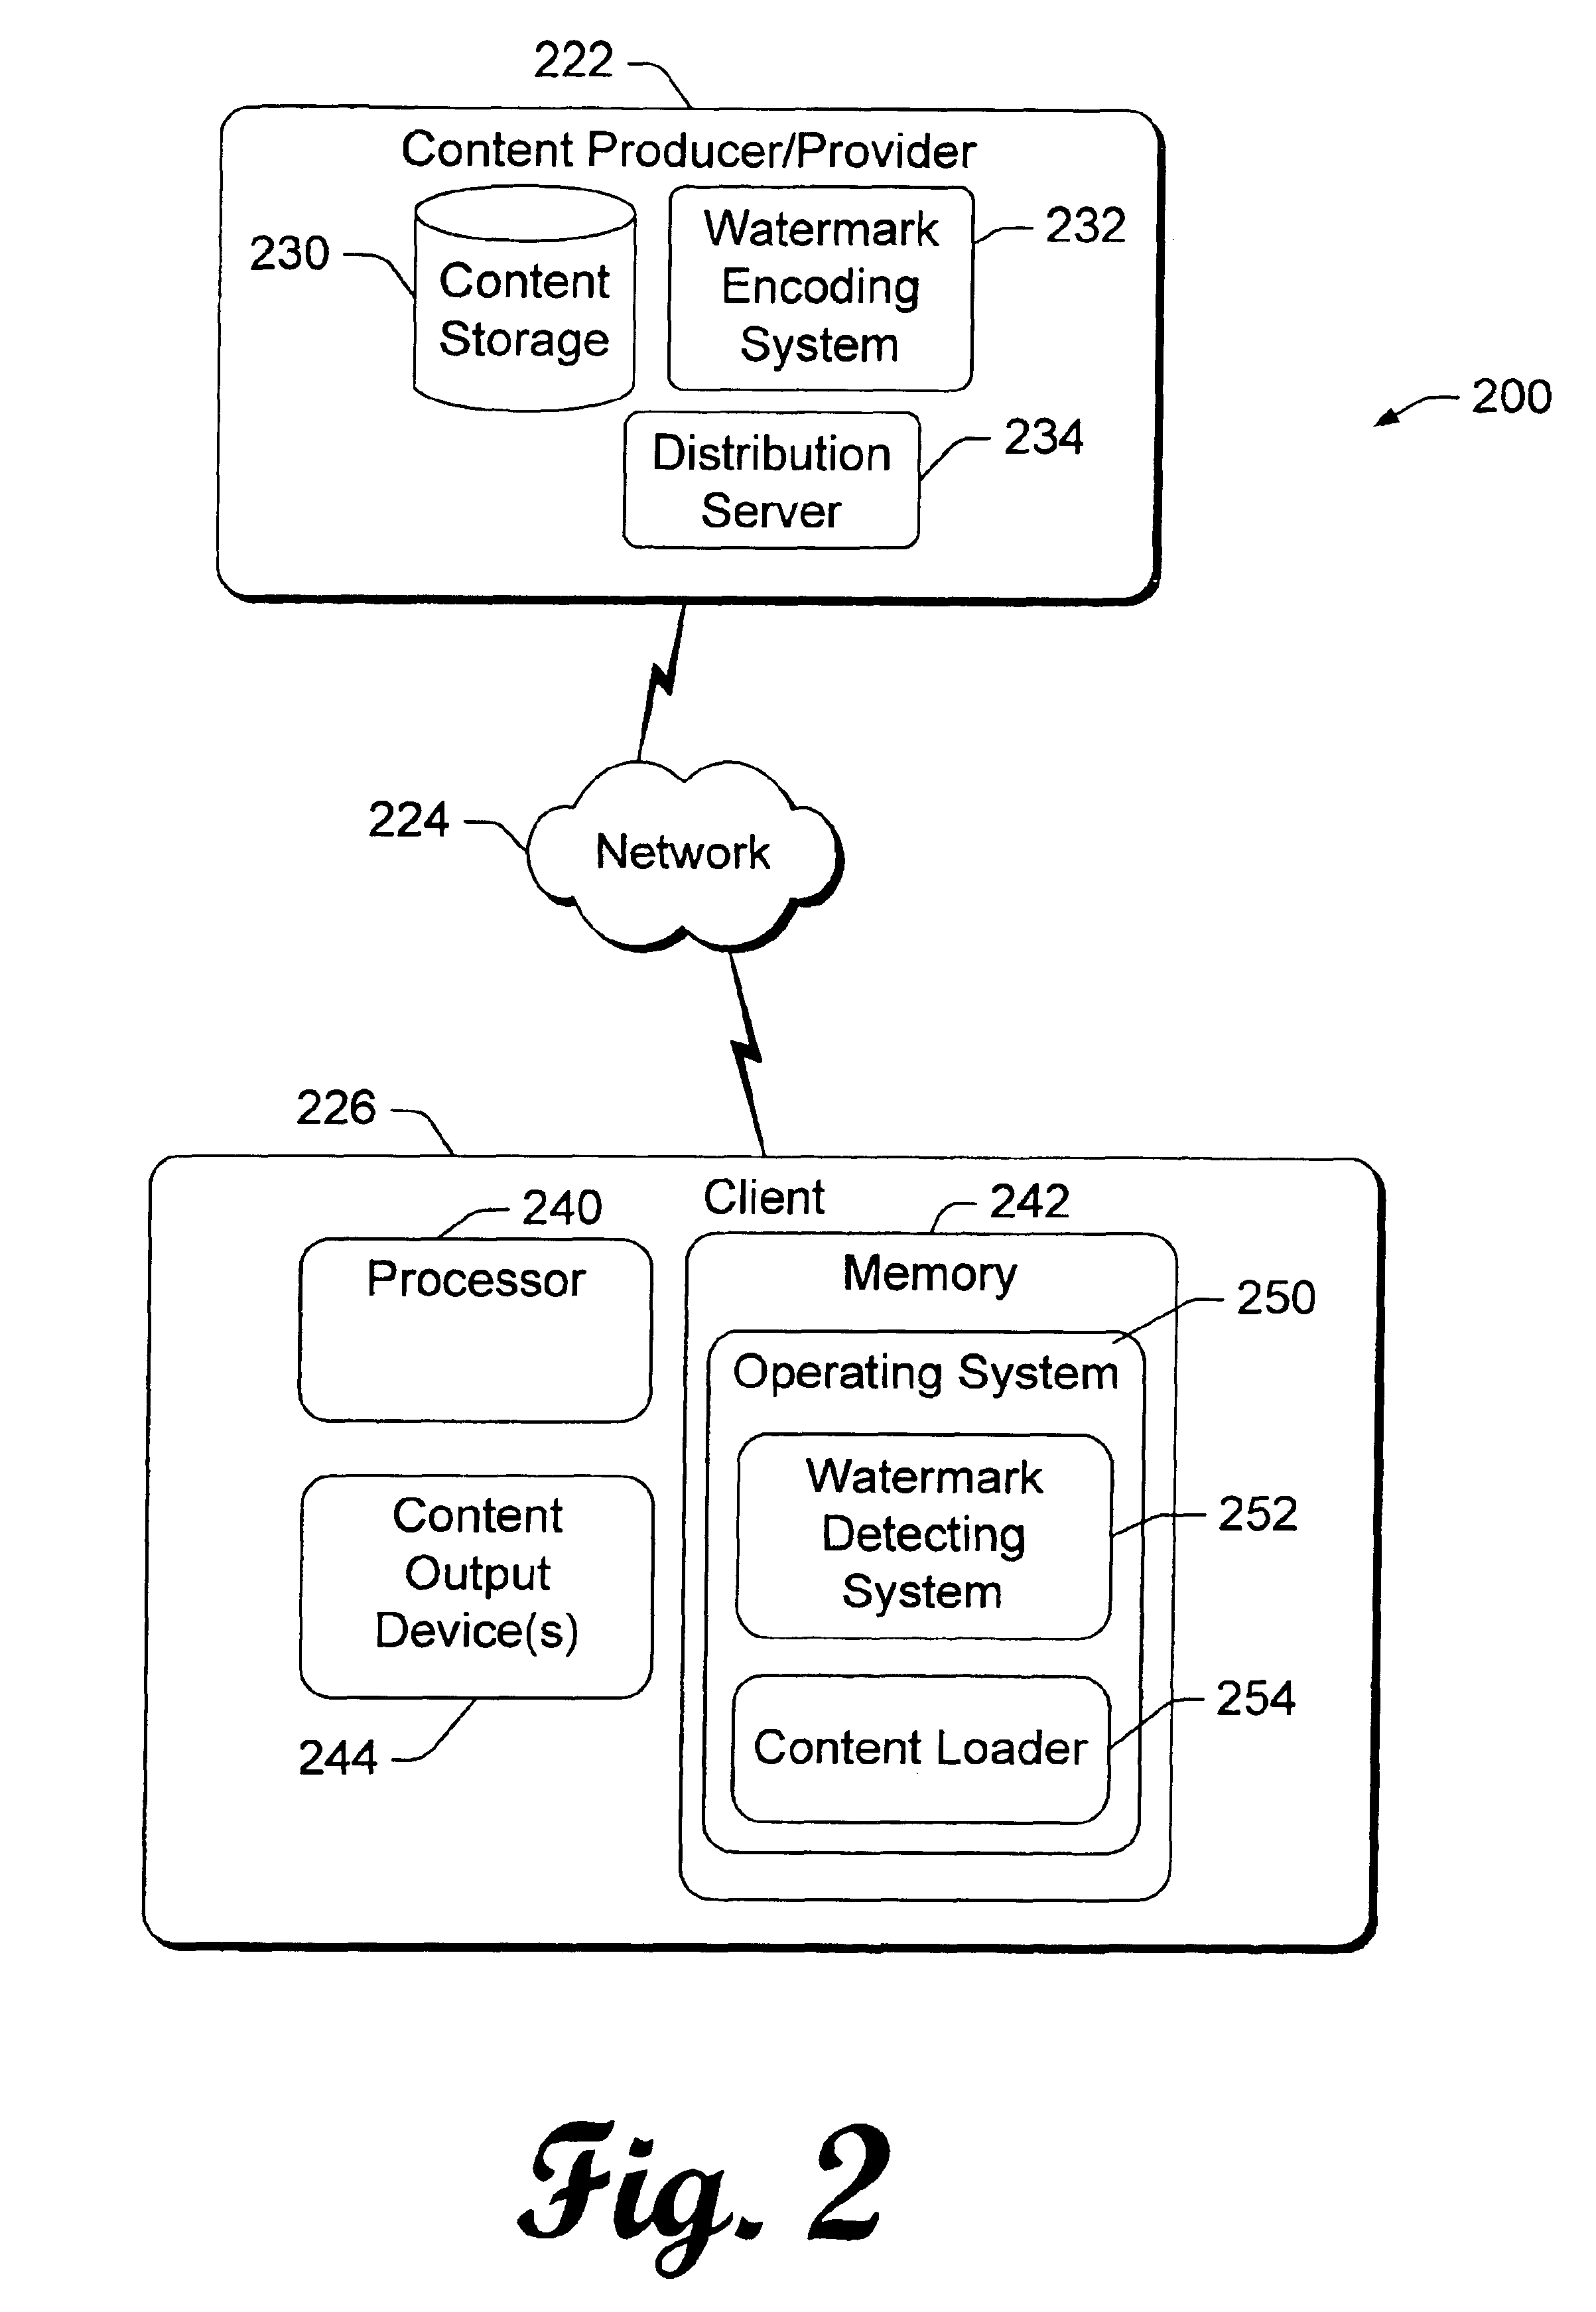 222
Content Producer/Provider
230
Content
Storage
Watermark
Encoding
System
232
Distribution
Server
234
200
224
Network
226
Client
240
Processor
242
Memory
250
Operating System
Content
Output
Device(s)
244
Watermark
Detecting
System
252
Content Loader
254
Fig. 2